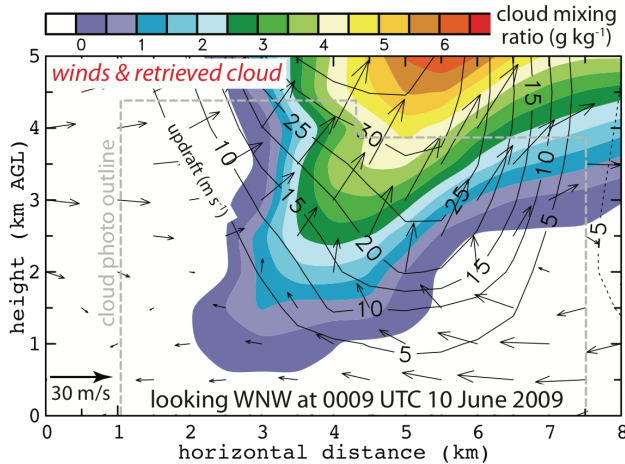 cloud mixing
ratio (g kg⁻¹)
0 1 2 3 4 5 6
winds & retrieved cloud
updraft (m s⁻¹)
cloud photo outline
height (km AGL)
5
4
3
2
1
0
10
25
30
15
15
10
25
5
20
15
10
5
5
30 m/s
looking WNW at 0009 UTC 10 June 2009
0 1 2 3 4 5 6 7 8
horizontal distance (km)